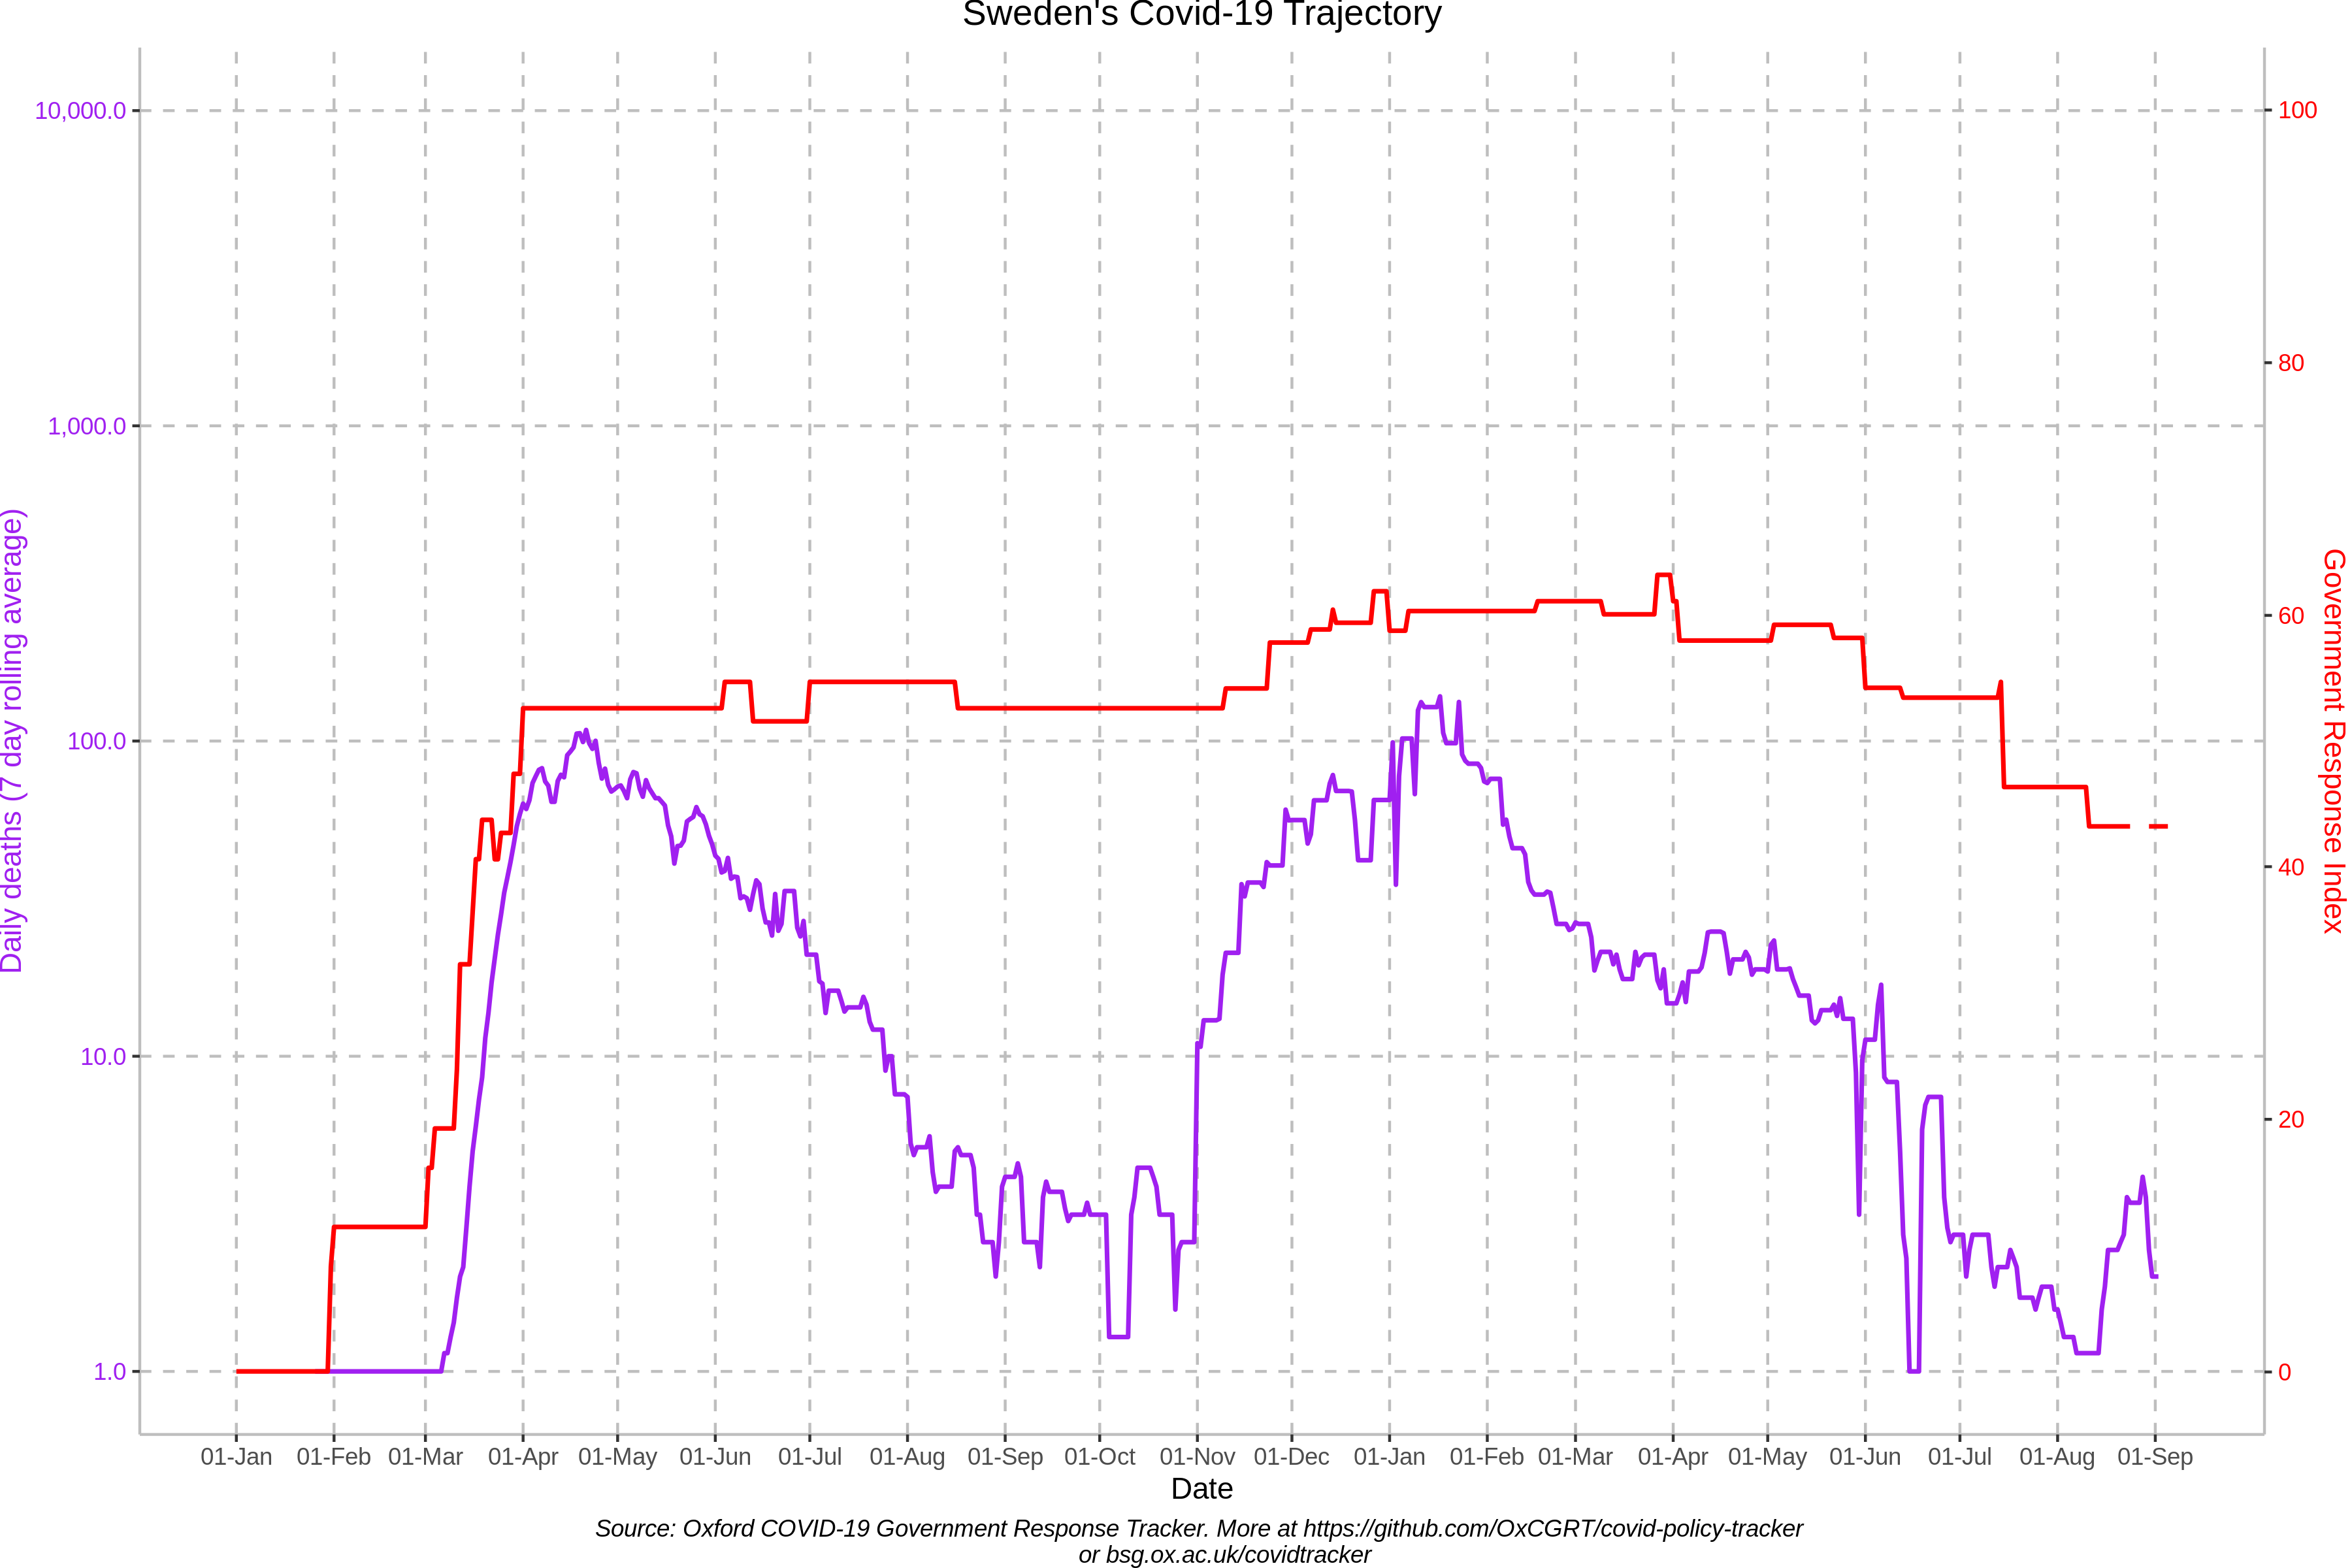 Sweden's Covid-19 Trajectory
10,000.0
1,000.0
100.0
10.0
1.0
Daily deaths (7 day rolling average)
100
80
60
40
20
0
Government Response Index
01-Jan 01-Feb 01-Mar 01-Apr 01-May 01-Jun 01-Jul 01-Aug 01-Sep 01-Oct 01-Nov 01-Dec 01-Jan 01-Feb 01-Mar 01-Apr 01-May 01-Jun 01-Jul 01-Aug 01-Sep
Date
Source: Oxford COVID-19 Government Response Tracker. More at https://github.com/OxCGRT/covid-policy-tracker
or bsg.ox.ac.uk/covidtracker